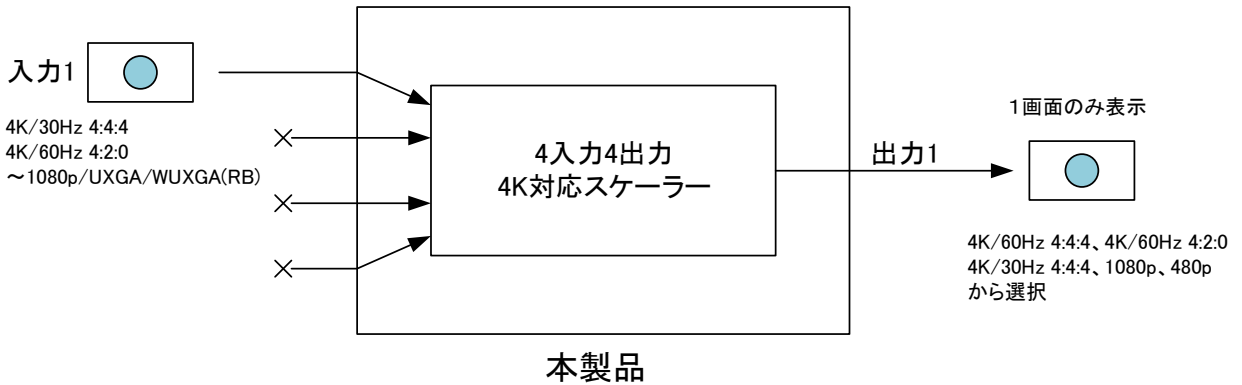 入力1
4K/30Hz 4:4:4
4K/60Hz 4:2:0
～1080p/UXGA/WUXGA(RB)
4入力4出力
4K対応スケーラー
出力1
1画面のみ表示
4K/60Hz 4:4:4、4K/60Hz 4:2:0
4K/30Hz 4:4:4、1080p、480p
から選択
本製品